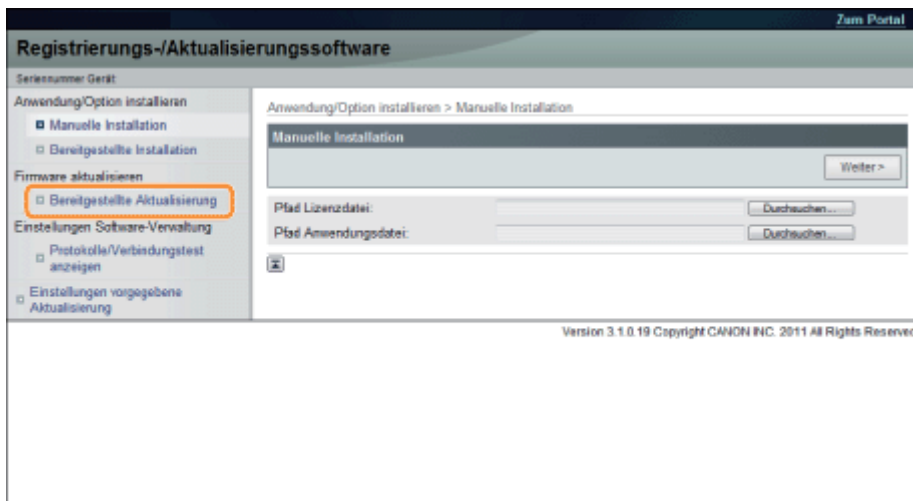 Zum Portal
Registrierungs-/Aktualisierungssoftware
Seriennummer Gerät
Anwendung/Option installieren
Manuelle Installation
Bereitgestellte Installation
Firmware aktualisieren
Bereitgestellte Aktualisierung
Einstellungen Software-Verwaltung
Protokolle/Verbindungstest
anzeigen
Einstellungen vorgegebene
Aktualisierung
Anwendung/Option installieren > Manuelle Installation
Manuelle Installation
Weiter >
Pfad Lizenzdatei:
Durchsuchen...
Pfad Anwendungsdatei:
Durchsuchen...
Version 3.1.0.19 Copyright CANON INC. 2011 All Rights Reserved